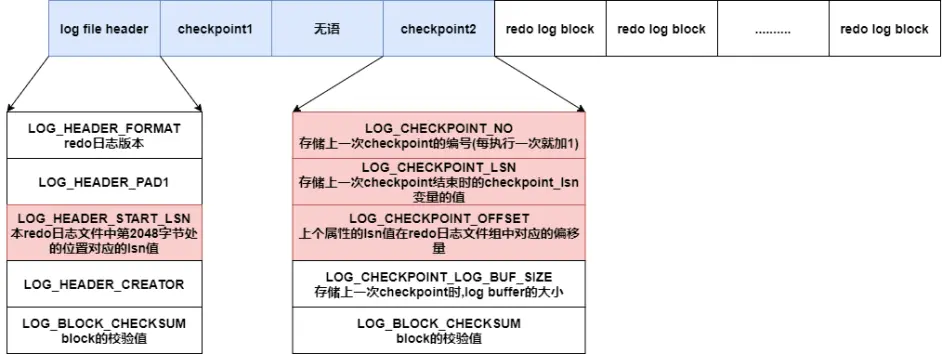 log file header
checkpoint1
无语
checkpoint2
redo log block
redo log block
..........
redo log block
LOG_HEADER_FORMAT
redo日志版本
LOG_HEADER_PAD1
LOG_HEADER_START_LSN
本redo日志文件中第2048字节处
的位置对应的lsn值
LOG_HEADER_CREATOR
LOG_BLOCK_CHECKSUM
block的校验值
LOG_CHECKPOINT_NO
存储上一次checkpoint的编号(每执行一次就加1)
LOG_CHECKPOINT_LSN
存储上一次checkpoint结束时的checkpoint_lsn
变量的值
LOG_CHECKPOINT_OFFSET
上个属性的lsn值在redo日志文件组中对应的偏移
量
LOG_CHECKPOINT_LOG_BUF_SIZE
存储上一次checkpoint时,log buffer的大小
LOG_BLOCK_CHECKSUM
block的校验值